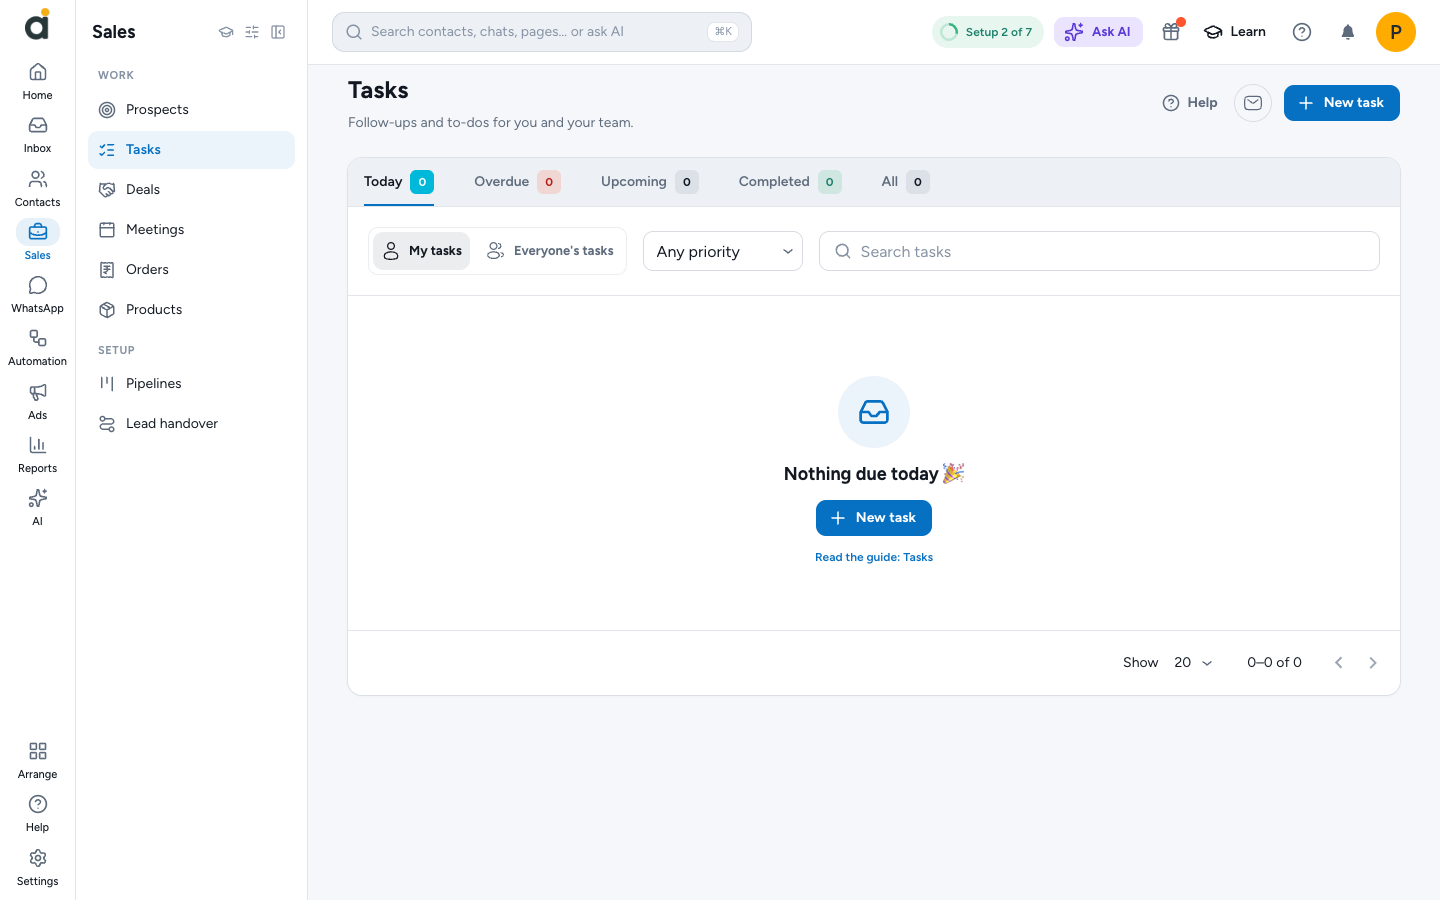 Home
Inbox
Contacts
Sales
WhatsApp
Automation
Ads
Reports
AI
Arrange
Help
Settings
Sales
WORK
Prospects
Tasks
Deals
Meetings
Orders
Products
SETUP
Pipelines
Lead handover
Search contacts, chats, pages... or ask AI ⌘K
Setup 2 of 7
Ask AI
Learn
P
Tasks
Follow-ups and to-dos for you and your team.
Help
New task
Today 0 Overdue 0 Upcoming 0 Completed 0 All 0
My tasks Everyone's tasks Any priority Search tasks
Nothing due today 🎉
New task
Read the guide: Tasks
Show 20 0–0 of 0